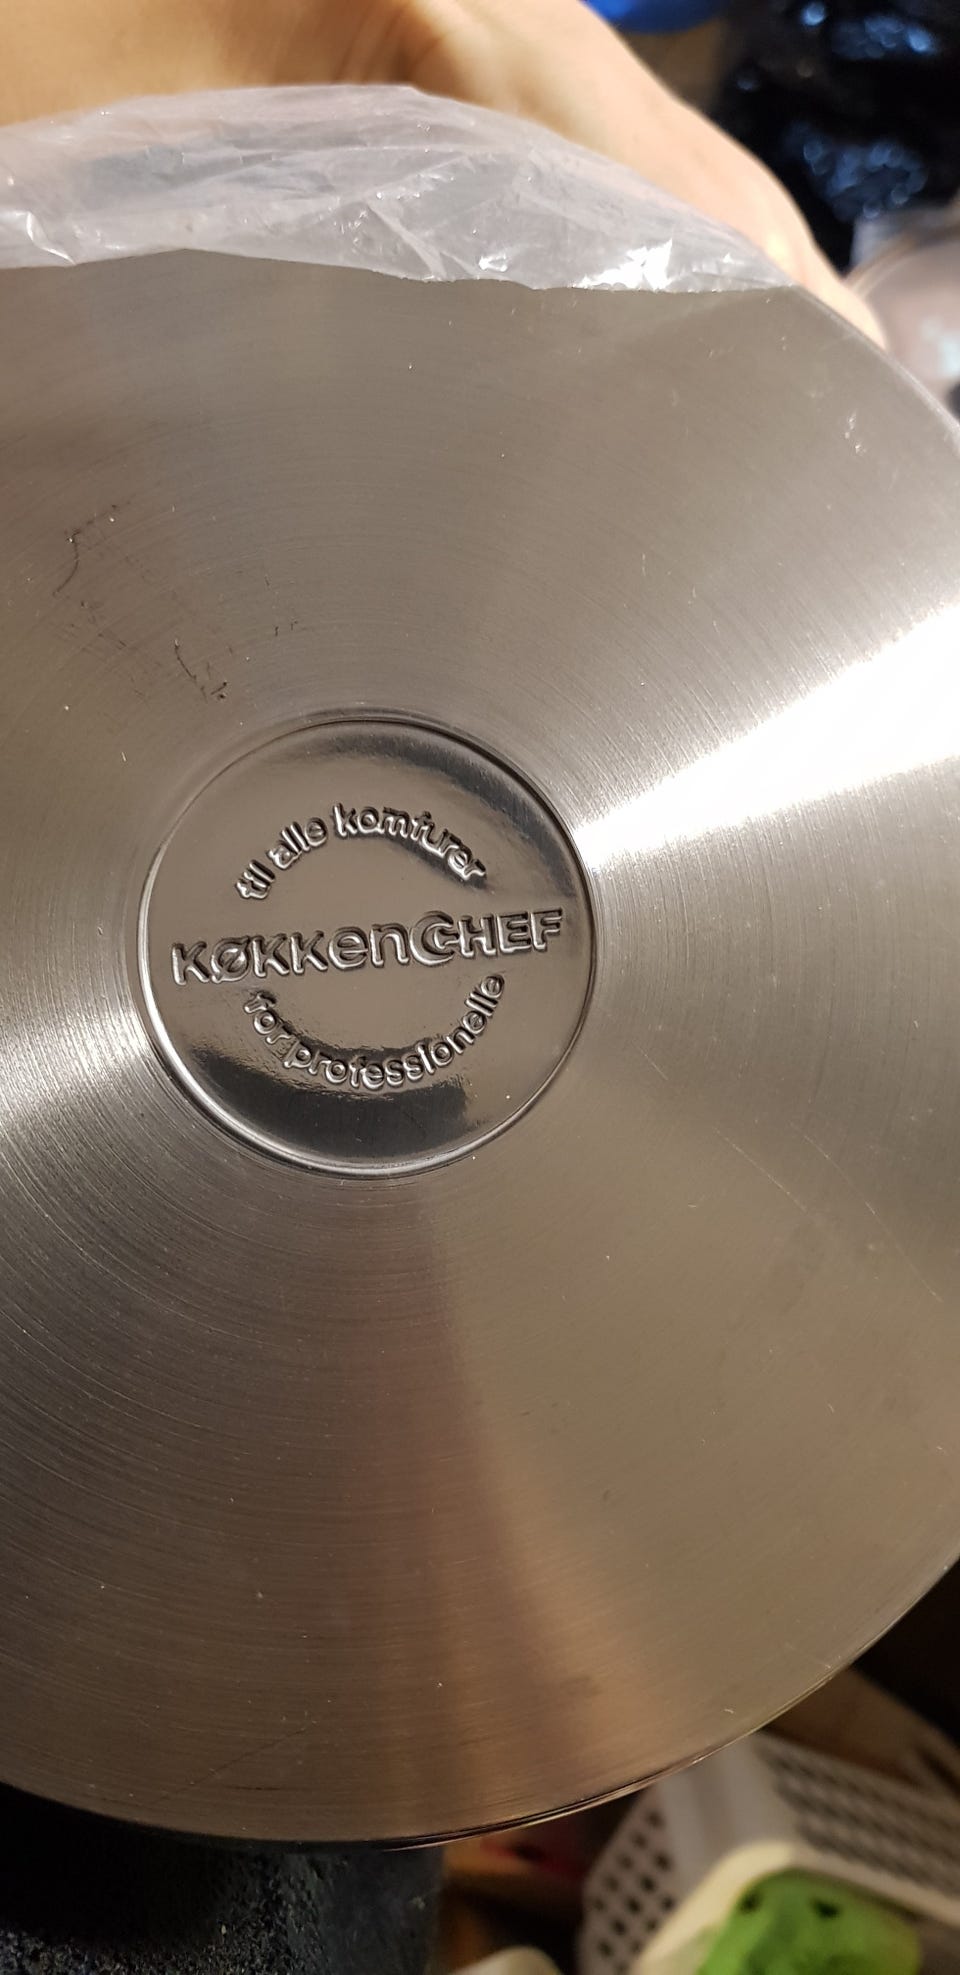 til alle komfurer
KØKKENCHEF
for professionelle